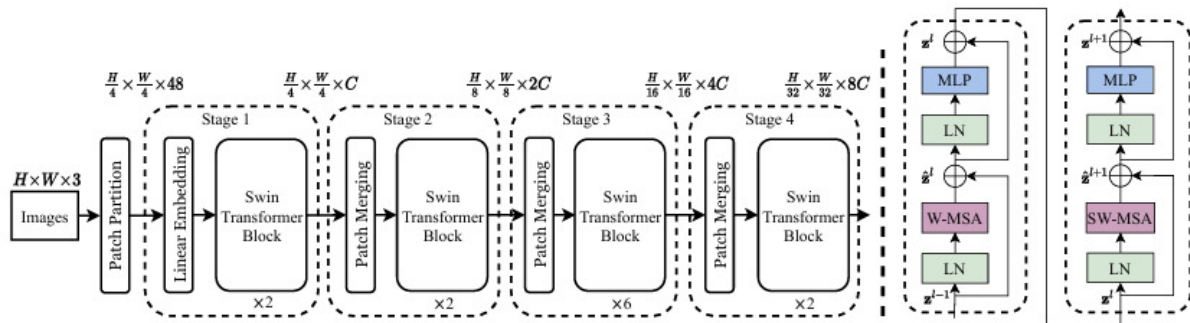 H/4 × W/4 × 48
H/4 × W/4 × C
H/8 × W/8 × 2C
H/16 × W/16 × 4C
H/32 × W/32 × 8C
Stage 1
Stage 2
Stage 3
Stage 4
H×W×3
Images
Patch Partition
Linear Embedding
Swin
Transformer
Block
×2
Patch Merging
Swin
Transformer
Block
×2
Patch Merging
Swin
Transformer
Block
×6
Patch Merging
Swin
Transformer
Block
×2
z^l
MLP
LN
ẑ^l
W-MSA
LN
z^{l-1}
z^{l+1}
MLP
LN
ẑ^{l+1}
SW-MSA
LN
z^l